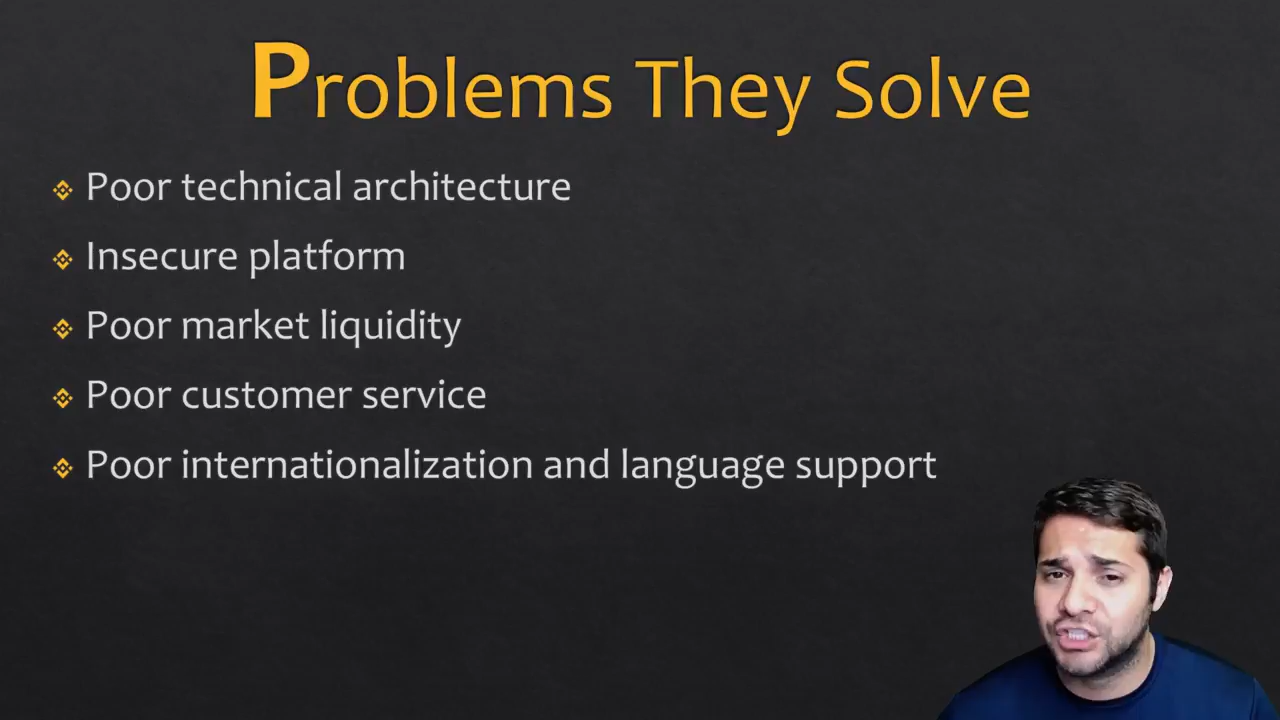 Problems They Solve
Poor technical architecture
Insecure platform
Poor market liquidity
Poor customer service
Poor internationalization and language support